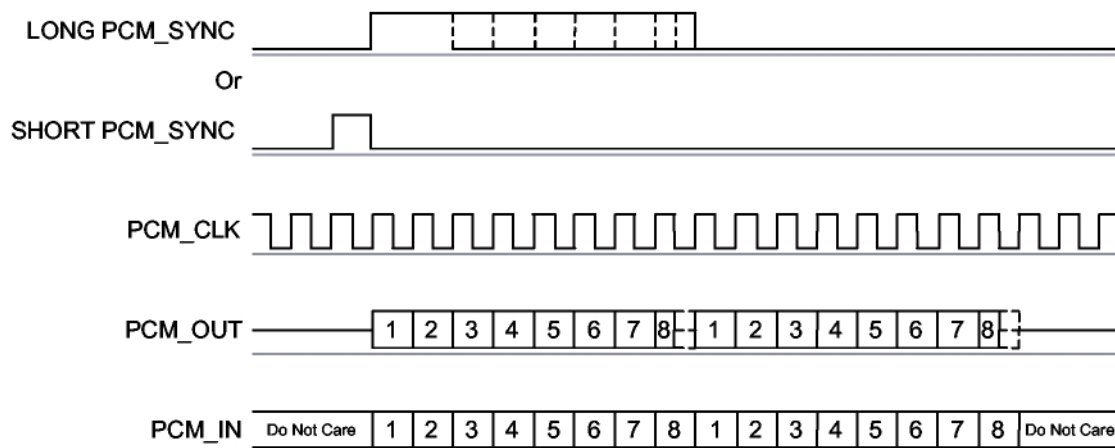 LONG PCM_SYNC
Or
SHORT PCM_SYNC
PCM_CLK
PCM_OUT 1 2 3 4 5 6 7 8 1 2 3 4 5 6 7 8
PCM_IN Do Not Care 1 2 3 4 5 6 7 8 1 2 3 4 5 6 7 8 Do Not Care